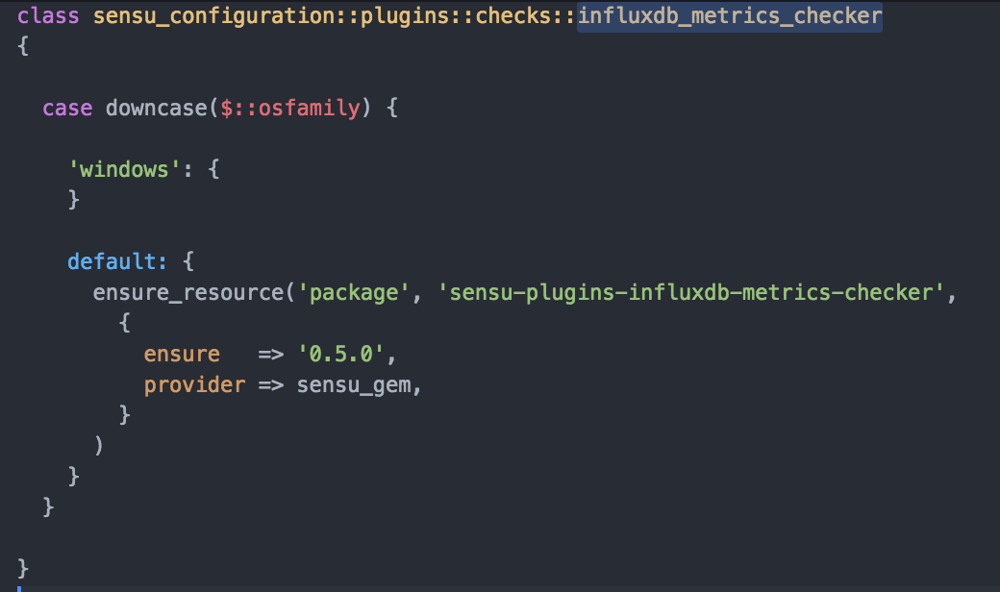 class sensu_configuration::plugins::checks::influxdb_metrics_checker
{
case downcase($::osfamily) {
'windows': {
}
default: {
ensure_resource('package', 'sensu-plugins-influxdb-metrics-checker',
{
ensure   => '0.5.0',
provider => sensu_gem,
}
)
}
}
}